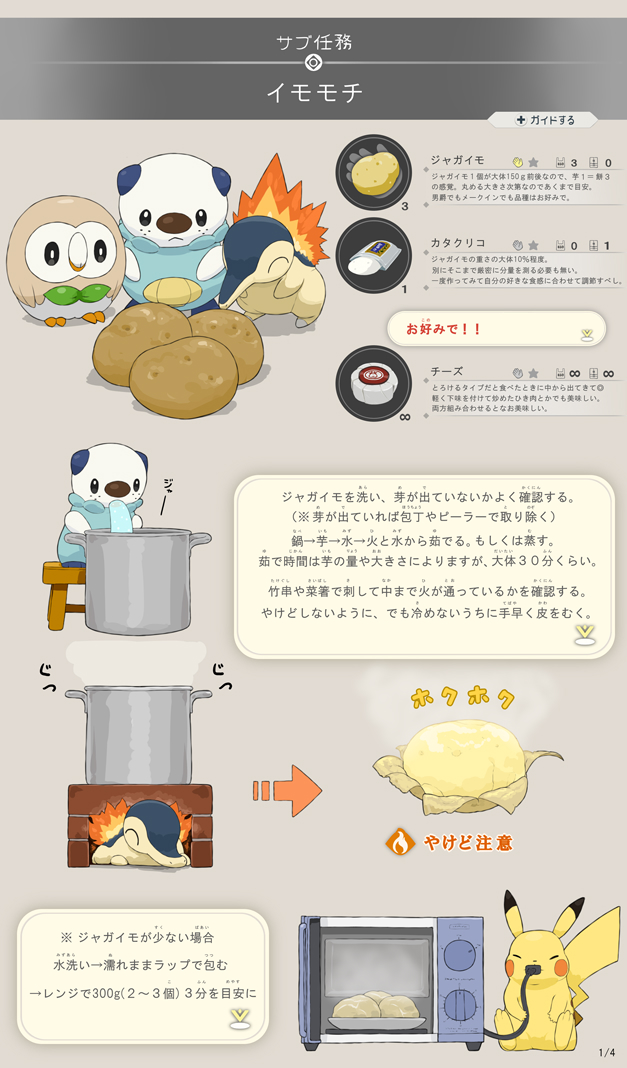 サブ任務
イモモチ
ガイドする
ジャガイモ 3 0
ジャガイモ1個が大体150g前後なので、芋1=餅3
の感覚。丸める大きさ次第なのであくまで目安。
男爵でもメークインでも品種はお好みで。
3
カタクリコ 0 1
ジャガイモの重さの大体10%程度。
別にそこまで厳密に分量を測る必要も無い。
一度作ってみて自分の好きな食感に合わせて調節すべし。
1
お好みで!!
チーズ ∞ ∞
とろけるタイプだと食べたときに中から出てきて◎
軽く下味を付けて炒めたひき肉とかでも美味しい。
両方組み合わせるとなお美味しい。
∞
ジャー
ジャガイモを洗い、芽が出ていないかよく確認する。
(※芽が出ていれば包丁やピーラーで取り除く)
鍋→芋→水→火と水から茹でる。もしくは蒸す。
茹で時間は芋の量や大きさによりますが、大体30分くらい。
竹串や菜箸で刺して中まで火が通っているかを確認する。
やけどしないように、でも冷めないうちに手早く皮をむく。
じっ
じっ
ホクホク
やけど注意
※ ジャガイモが少ない場合
水洗い→濡れままラップで包む
→レンジで300g(2~3個)3分を目安に
1/4